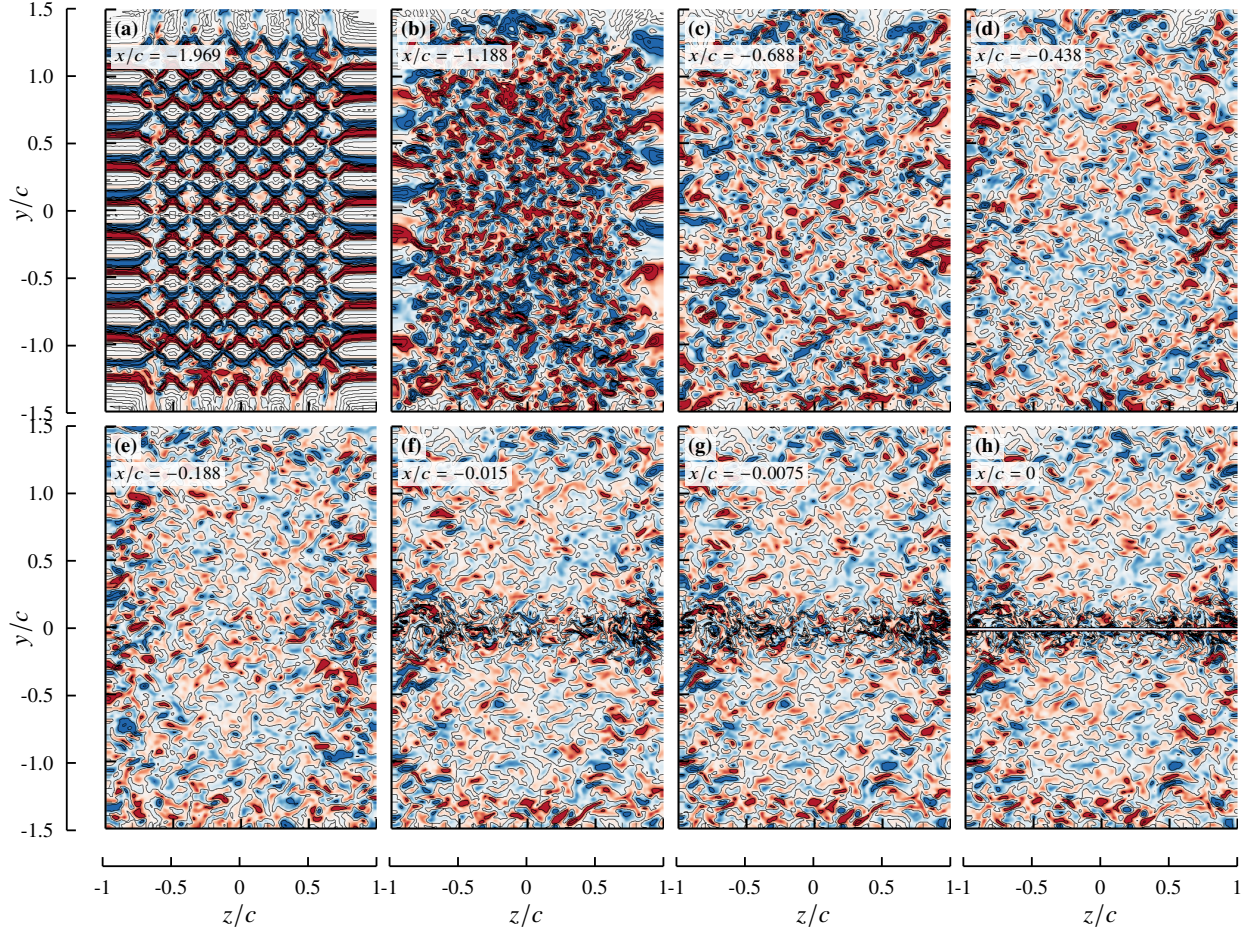 1.5
(a)
x/c = −1.969
(b)
x/c = −1.188
(c)
x/c = −0.688
(d)
x/c = −0.438
1.0
0.5
y/c
0
-0.5
-1.0
-1.5
1.5
(e)
x/c = −0.188
(f)
x/c = −0.015
(g)
x/c = −0.0075
(h)
x/c = 0
1.0
0.5
y/c
0
-0.5
-1.0
-1.5
-1 -0.5 0 0.5 1 -1 -0.5 0 0.5 1 -1 -0.5 0 0.5 1 -1 -0.5 0 0.5 1
z/c z/c z/c z/c